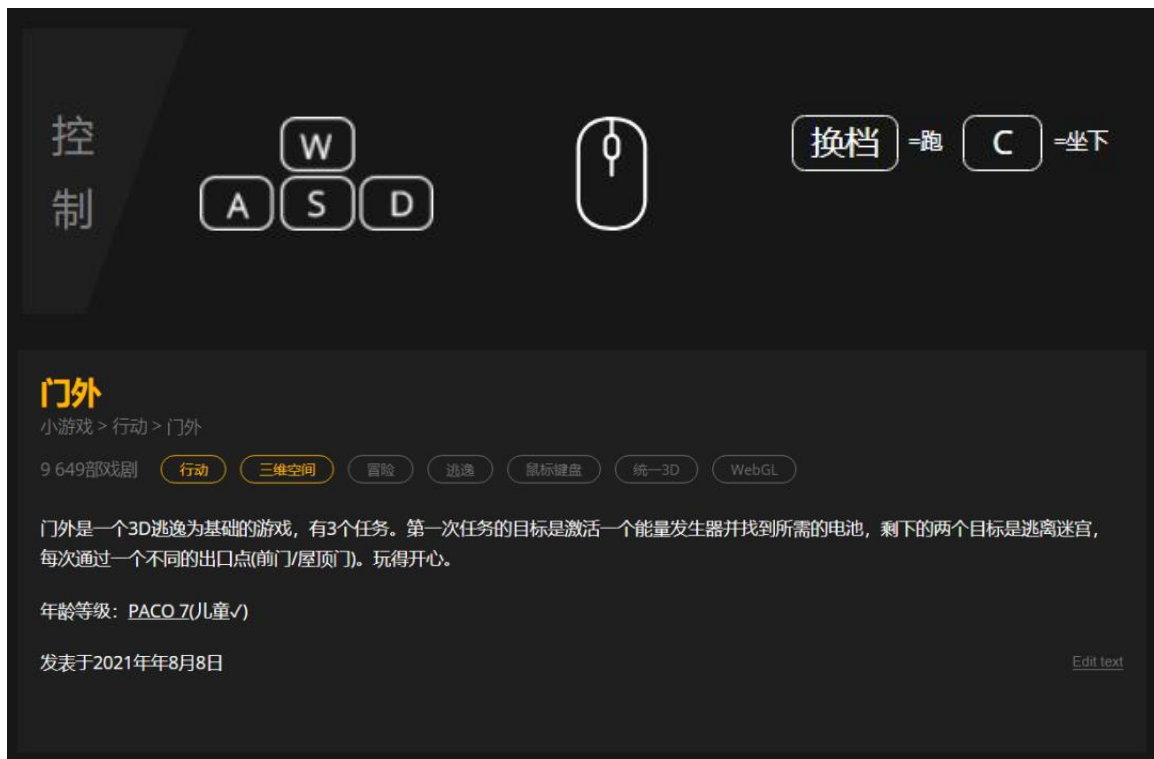 控
制
W
A S D
换档 =跑 C =坐下
门外
小游戏 > 行动 > 门外
9 649部戏剧 行动 三维空间 冒险 逃逸 鼠标键盘 统一3D WebGL
门外是一个3D逃逸为基础的游戏，有3个任务。第一次任务的目标是激活一个能量发生器并找到所需的电池，剩下的两个目标是逃离迷宫，
每次通过一个不同的出口点(前门/屋顶门)。玩得开心。
年龄等级：PACO 7(儿童✓)
发表于2021年年8月8日
Edit text